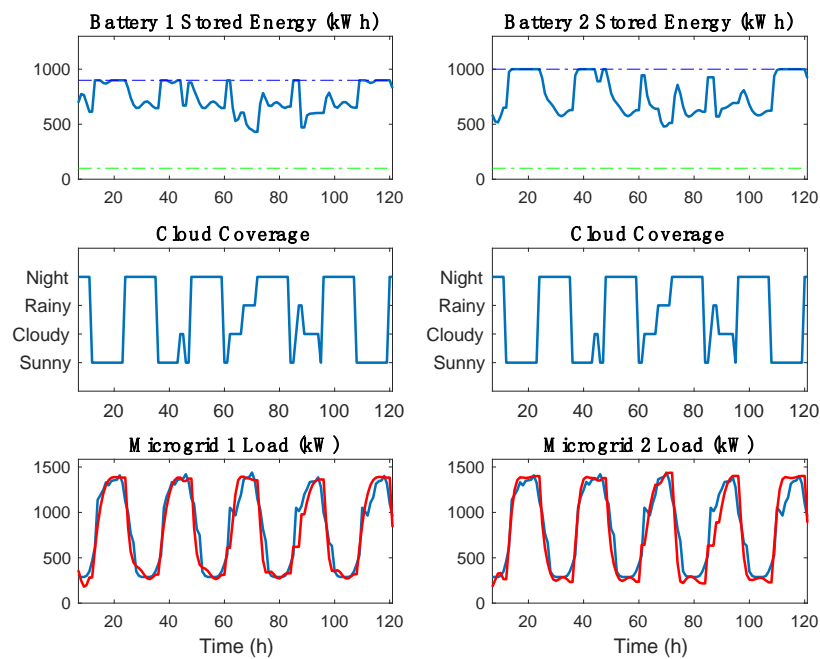 Battery 1 Stored Energy (kWh)
1000
500
0
20 40 60 80 100 120
Battery 2 Stored Energy (kWh)
1000
500
0
20 40 60 80 100 120
Cloud Coverage
Night
Rainy
Cloudy
Sunny
20 40 60 80 100 120
Cloud Coverage
Night
Rainy
Cloudy
Sunny
20 40 60 80 100 120
Microgrid 1 Load (kW)
1500
1000
500
0
20 40 60 80 100 120
Time (h)
Microgrid 2 Load (kW)
1500
1000
500
0
20 40 60 80 100 120
Time (h)